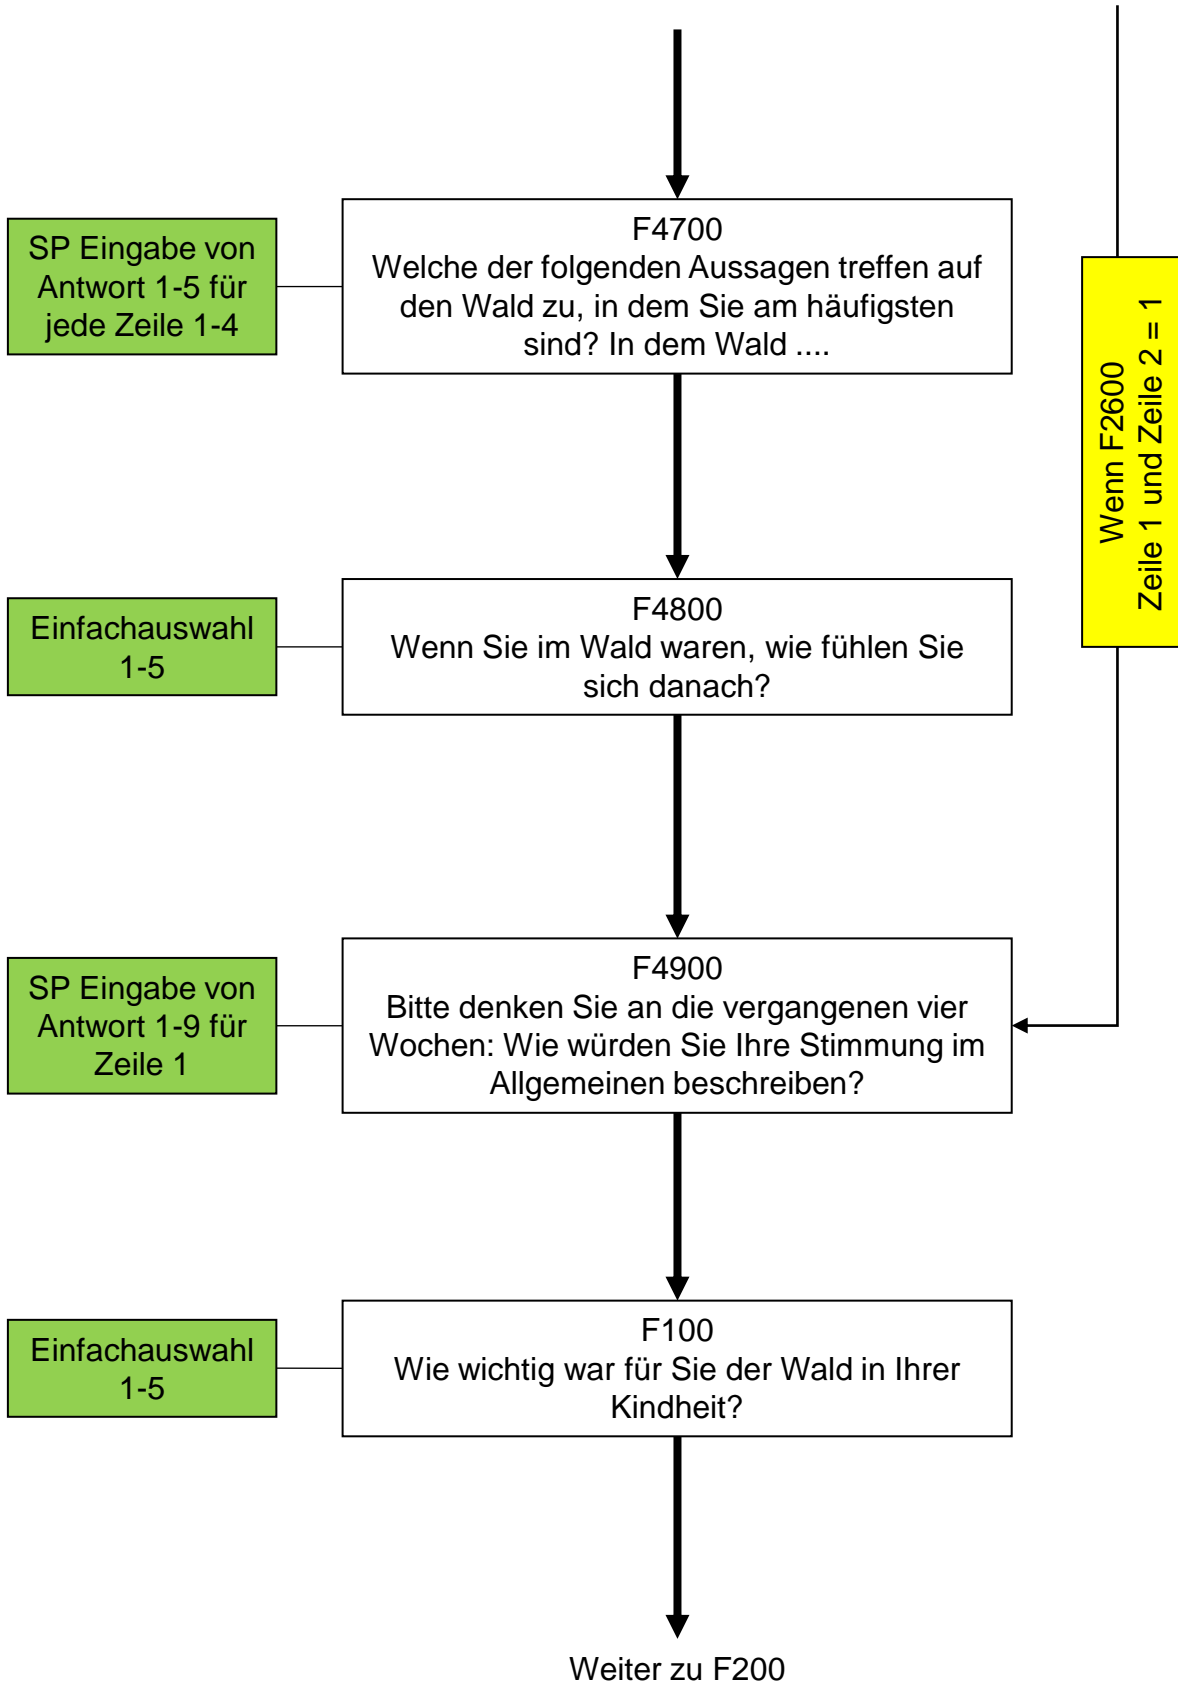 SP Eingabe von
Antwort 1-5 für
jede Zeile 1-4
F4700
Welche der folgenden Aussagen treffen auf
den Wald zu, in dem Sie am häufigsten
sind? In dem Wald ....
Wenn F2600
Zeile 1 und Zeile 2 = 1
Einfachauswahl
1-5
F4800
Wenn Sie im Wald waren, wie fühlen Sie
sich danach?
SP Eingabe von
Antwort 1-9 für
Zeile 1
F4900
Bitte denken Sie an die vergangenen vier
Wochen: Wie würden Sie Ihre Stimmung im
Allgemeinen beschreiben?
Einfachauswahl
1-5
F100
Wie wichtig war für Sie der Wald in Ihrer
Kindheit?
Weiter zu F200